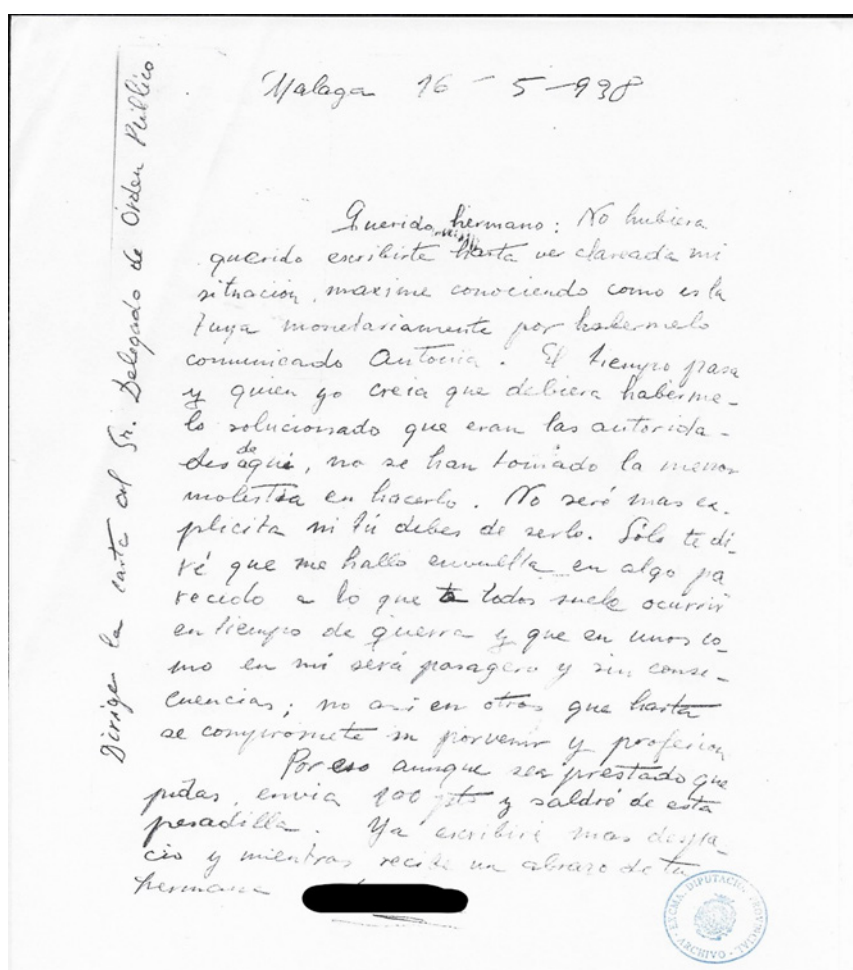 Malaga 16 - 5 - 938
Querido hermano: No hubiera
querido escribirte hasta ver clareada mi
situacion, maxime conociendo como es la
tuya monetariamente por habermelo
comunicado Antonia. El tiempo pasa
y quien yo creia que debiera haberme-
lo solucionado que eran las autorida-
des de aqui, no se han tomado la menor
molestia en hacerlo. No seré mas ex-
plicita ni tú debes de serlo. Sólo te di-
ré que me hallo envuelta en algo pa
recido a lo que a todos suele ocurrir
en tiempo de guerra y que en unos co-
mo en mi será pasagero y sin conse-
cuencias; no asi en otros que hasta
se compromete su porvenir y profesion
Por eso aunque sea prestado que
pidas, envia 100 pts y saldré de esta
pesadilla. Ya escribiré mas despa-
cio y mientras recibe un abrazo de tu
hermana
Dirige la carta al Sr. Delegado de Orden Público
EXCMA. DIPUTACION PROVINCIAL - ARCHIVO -